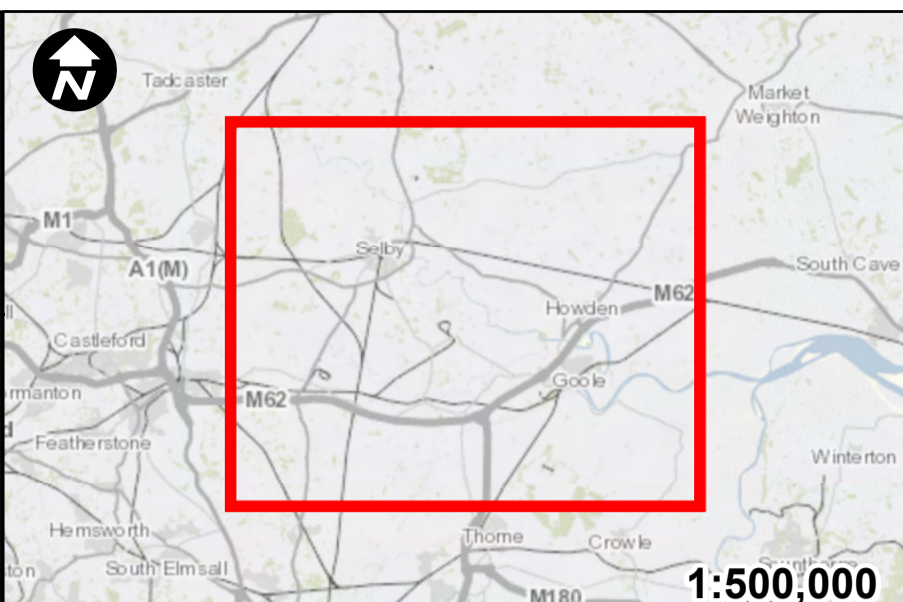 N
Tadcaster
Market
Weighton
M1
Selby
A1(M)
South Cave
M62
Howden
Castleford
Goole
rmanton
M62
Featherstone
Winterton
Hemsworth
Thorne
Crowle
ston
South Elmsall
M180
1:500,000